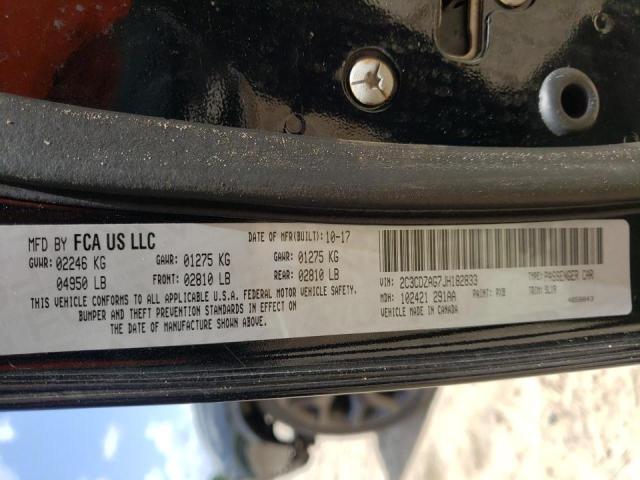 MFD BY FCA US LLC
DATE OF MFR(BUILT): 10-17
GVWR: 02246 KG
GAWR: 01275 KG
GAWR: 01275 KG
04950 LB
FRONT: 02810 LB
REAR: 02810 LB
THIS VEHICLE CONFORMS TO ALL APPLICABLE U.S.A. FEDERAL MOTOR VEHICLE SAFETY,
BUMPER AND THEFT PREVENTION STANDARDS IN EFFECT ON
THE DATE OF MANUFACTURE SHOWN ABOVE.
VIN: 2C3CDZAG7JH182833
TYPE: PASSENGER CAR
MDH: 102421 291AA
PAINT: PXB
TRIM: 
VEHICLE MADE IN CANADA